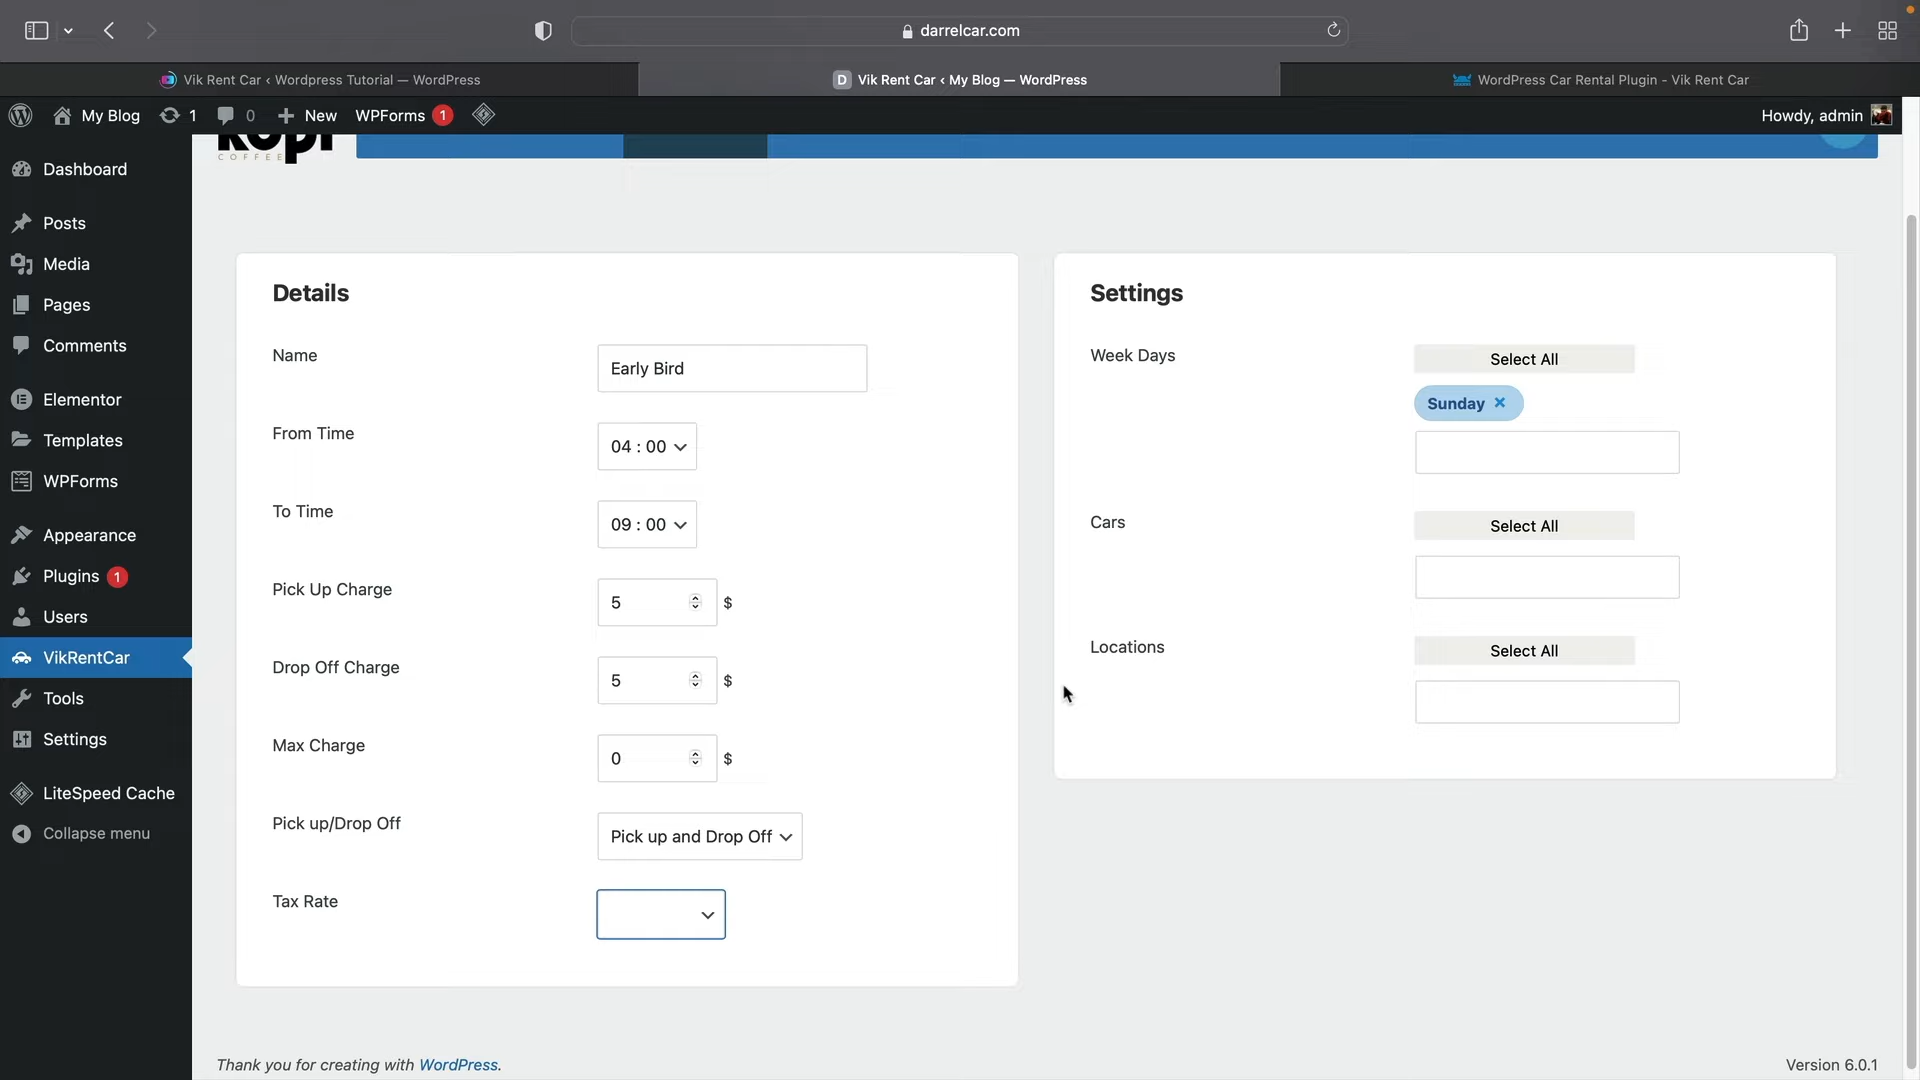 darrelcar.com
Vik Rent Car ‹ Wordpress Tutorial — WordPress
D Vik Rent Car ‹ My Blog — WordPress
WordPress Car Rental Plugin - Vik Rent Car
My Blog 1 0 New WPForms 1
Howdy, admin
kopi
COFFEE
Dashboard
Posts
Media
Pages
Comments
Elementor
Templates
WPForms
Appearance
Plugins 1
Users
VikRentCar
Tools
Settings
LiteSpeed Cache
Collapse menu
Details
Name
Early Bird
From Time
04 : 00
To Time
09 : 00
Pick Up Charge
5 $
Drop Off Charge
5 $
Max Charge
0 $
Pick up/Drop Off
Pick up and Drop Off
Tax Rate
Settings
Week Days
Select All
Sunday ×
Cars
Select All
Locations
Select All
Thank you for creating with WordPress.
Version 6.0.1